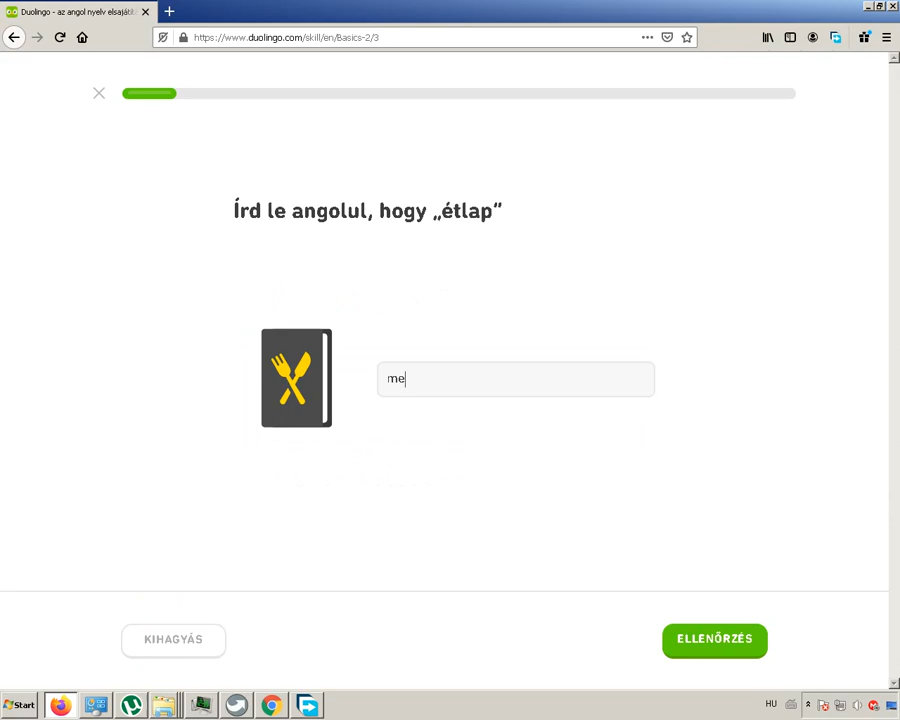 Duolingo - az angol nyelv elsajátítá
https://www.duolingo.com/skill/en/Basics-2/3
Írd le angolul, hogy „étlap”
me
KIHAGYÁS
ELLENŐRZÉS
Start
HU